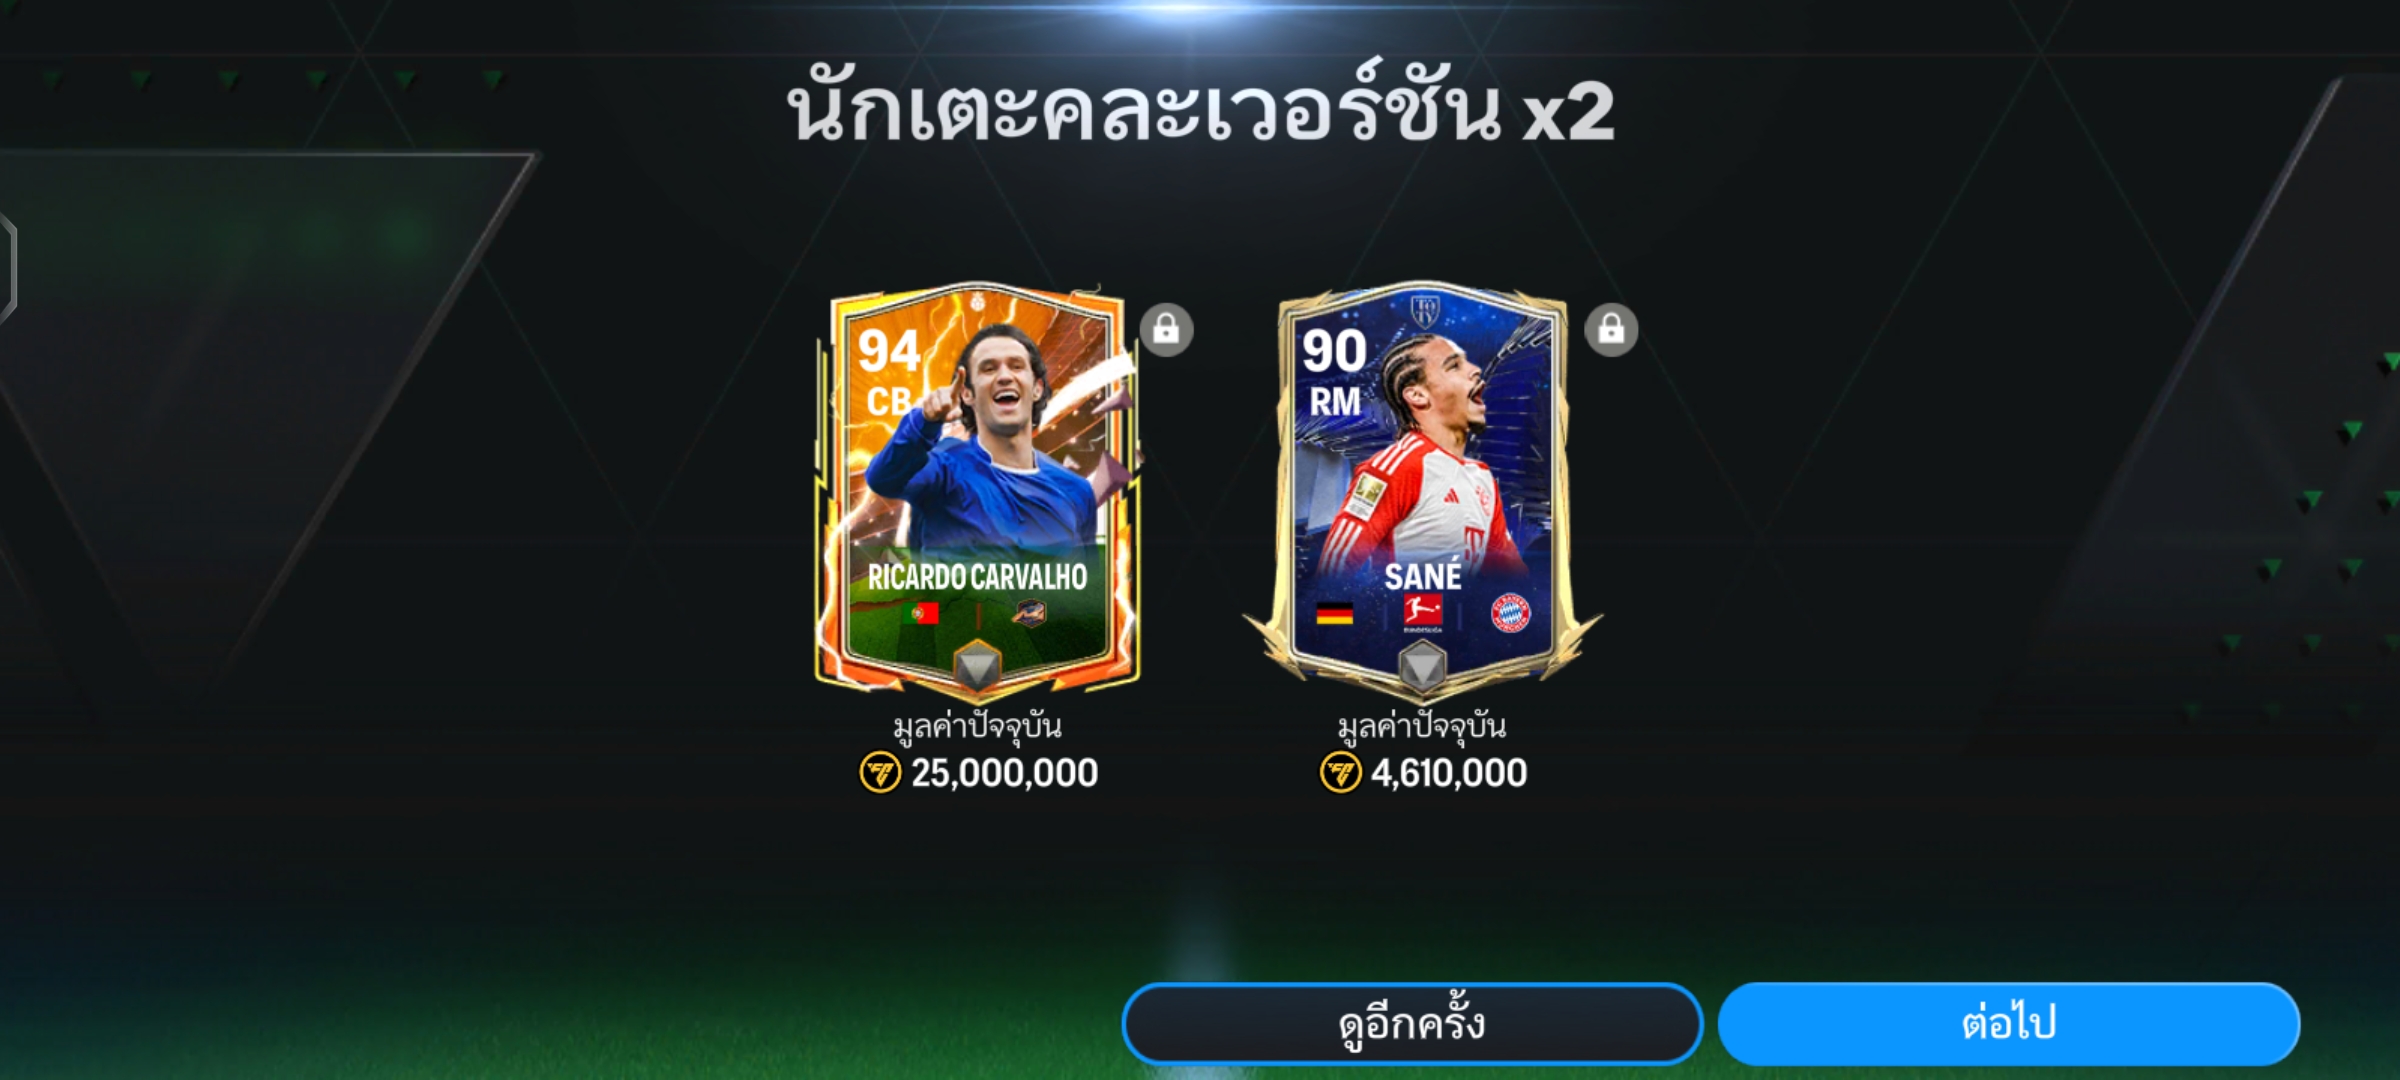 นักเตะคละเวอร์ชัน x2
94
CB
RICARDO CARVALHO
มูลค่าปัจจุบัน
25,000,000
90
RM
SANÉ
มูลค่าปัจจุบัน
4,610,000
ดูอีกครั้ง
ต่อไป